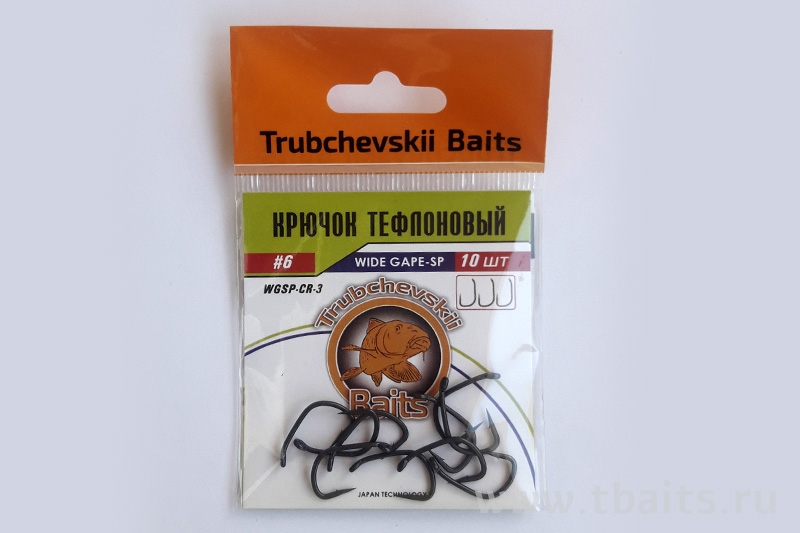 Trubchevskii Baits
КРЮЧОК ТЕФЛОНОВЫЙ
#6 WIDE GAPE-SP 10 ШТ
WGSP-CR-3
Trubchevskii
Baits
JAPAN TECHNOLOGY
www.tbaits.ru